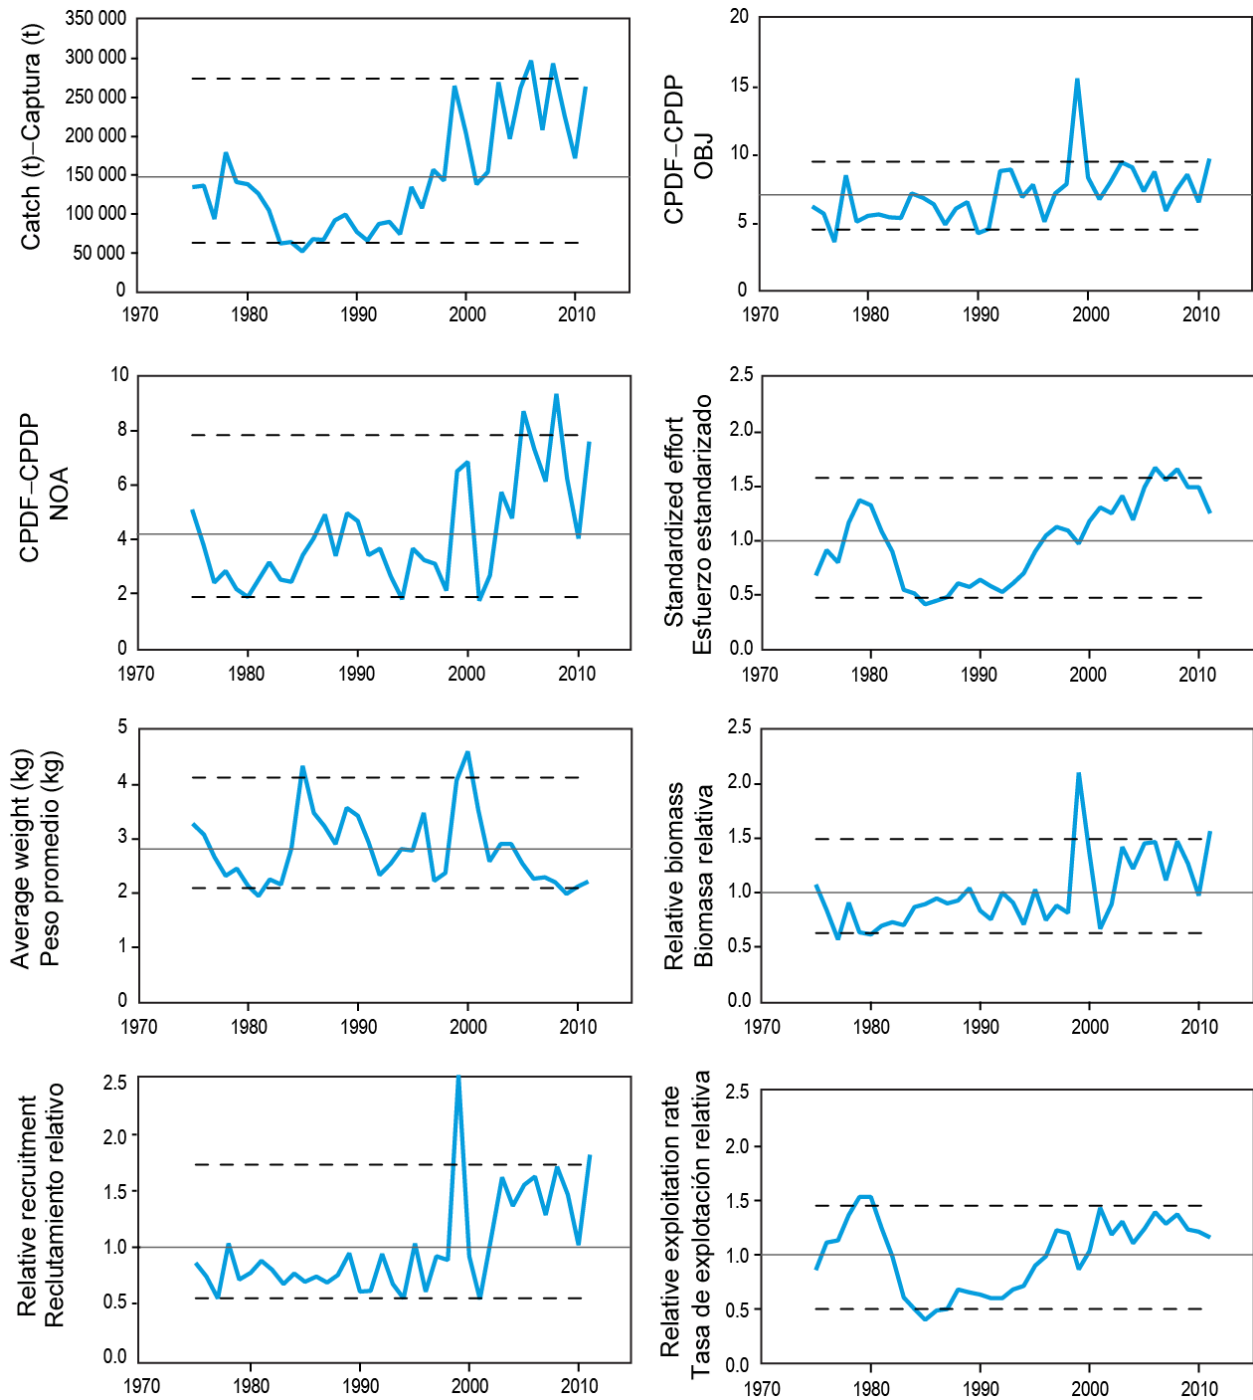 Catch (t)–Captura (t)
350 000
300 000
250 000
200 000
150 000
100 000
50 000
0
1970 1980 1990 2000 2010
CPDF–CPDP
OBJ
20
15
10
5
0
1970 1980 1990 2000 2010
CPDF–CPDP
NOA
10
8
6
4
2
0
1970 1980 1990 2000 2010
Standardized effort
Esfuerzo estandarizado
2.5
2.0
1.5
1.0
0.5
0.0
1970 1980 1990 2000 2010
Average weight (kg)
Peso promedio (kg)
5
4
3
2
1
0
1970 1980 1990 2000 2010
Relative biomass
Biomasa relativa
2.5
2.0
1.5
1.0
0.5
0.0
1970 1980 1990 2000 2010
Relative recruitment
Reclutamiento relativo
2.5
2.0
1.5
1.0
0.5
0.0
1970 1980 1990 2000 2010
Relative exploitation rate
Tasa de explotación relativa
2.5
2.0
1.5
1.0
0.5
0.0
1970 1980 1990 2000 2010